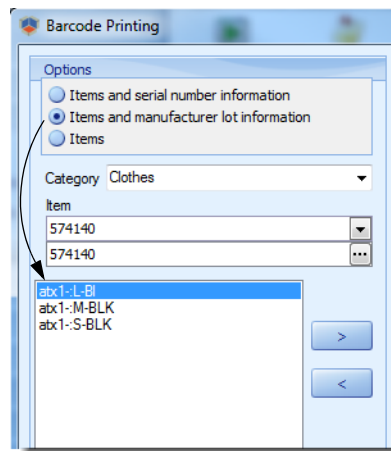 Barcode Printing
Options
Items and serial number information
Items and manufacturer lot information
Items
Category Clothes
Item
574140
574140
...
atx1-:L-Bl
atx1-:M-BLK
atx1-:S-BLK
>
<